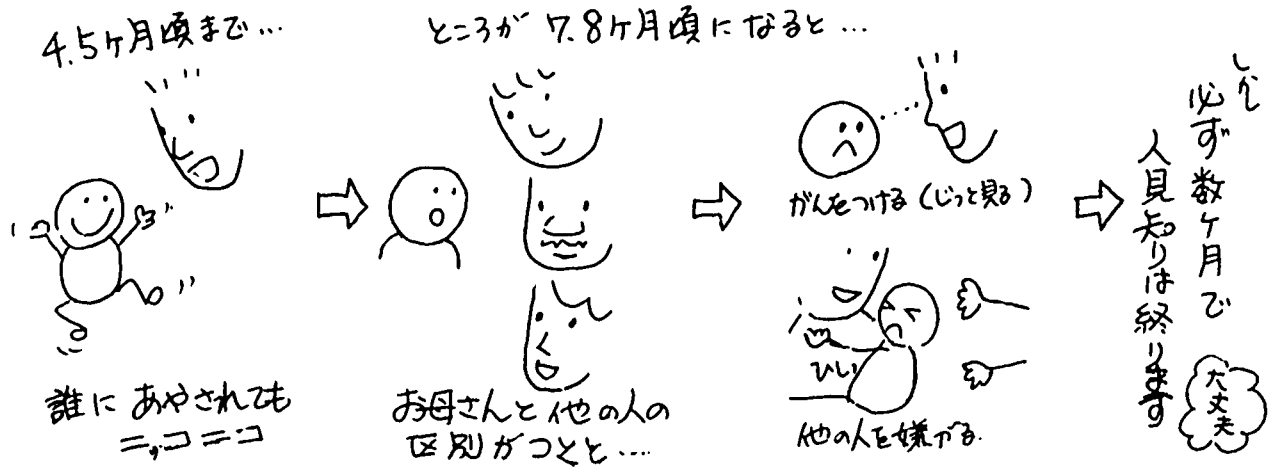 4.5ヶ月頃まで…
誰にあやされても
ニッコニコ
ところが 7.8ヶ月頃になると…
お母さんと他の人の
区別がつくと….
がんをつける(じっと見る)
ひしっ
他の人を嫌がる.
しかし
必ず数ヶ月で
人見知りは終ります
大丈夫